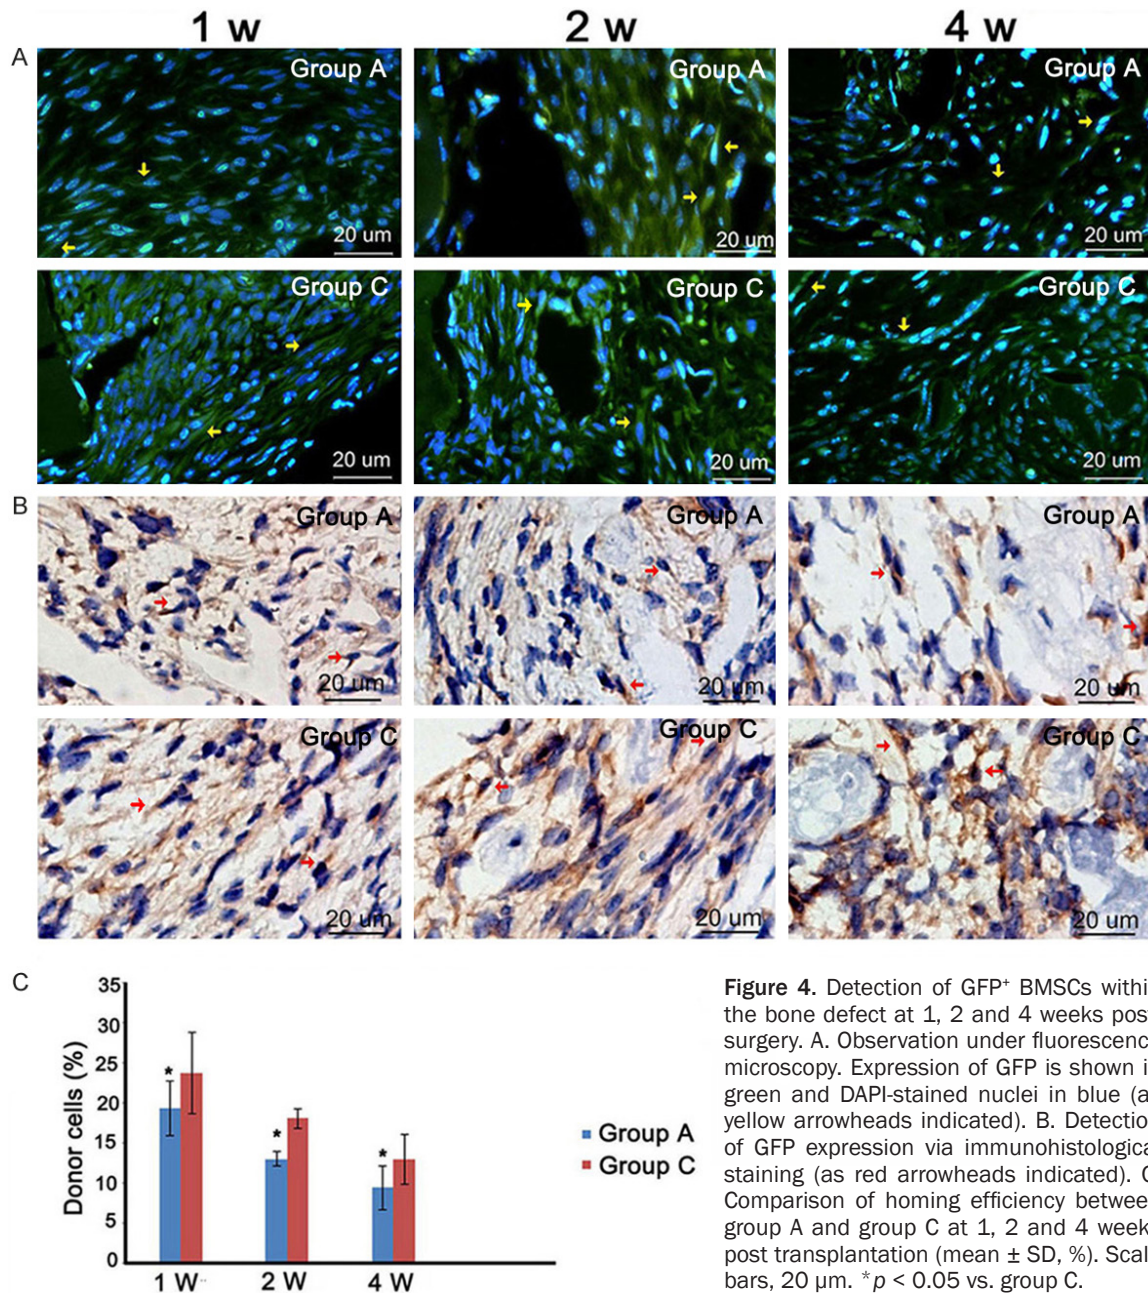 1 w 2 w 4 w
A
Group A Group A Group A
20 um 20 um 20 um
Group C Group C Group C
20 um 20 um 20 um
B
Group A Group A Group A
20 um 20 um 20 um
Group C Group C Group C
20 um 20 um 20 um
C
35
30
25
20
15
10
5
0
Donor cells (%)
* * *
1 W 2 W 4 W
Group A
Group C
Figure 4. Detection of GFP⁺ BMSCs withi
the bone defect at 1, 2 and 4 weeks pos
surgery. A. Observation under fluorescenc
microscopy. Expression of GFP is shown i
green and DAPI-stained nuclei in blue (a
yellow arrowheads indicated). B. Detectio
of GFP expression via immunohistologica
staining (as red arrowheads indicated). C
Comparison of homing efficiency betwee
group A and group C at 1, 2 and 4 week
post transplantation (mean ± SD, %). Scal
bars, 20 µm. *p < 0.05 vs. group C.